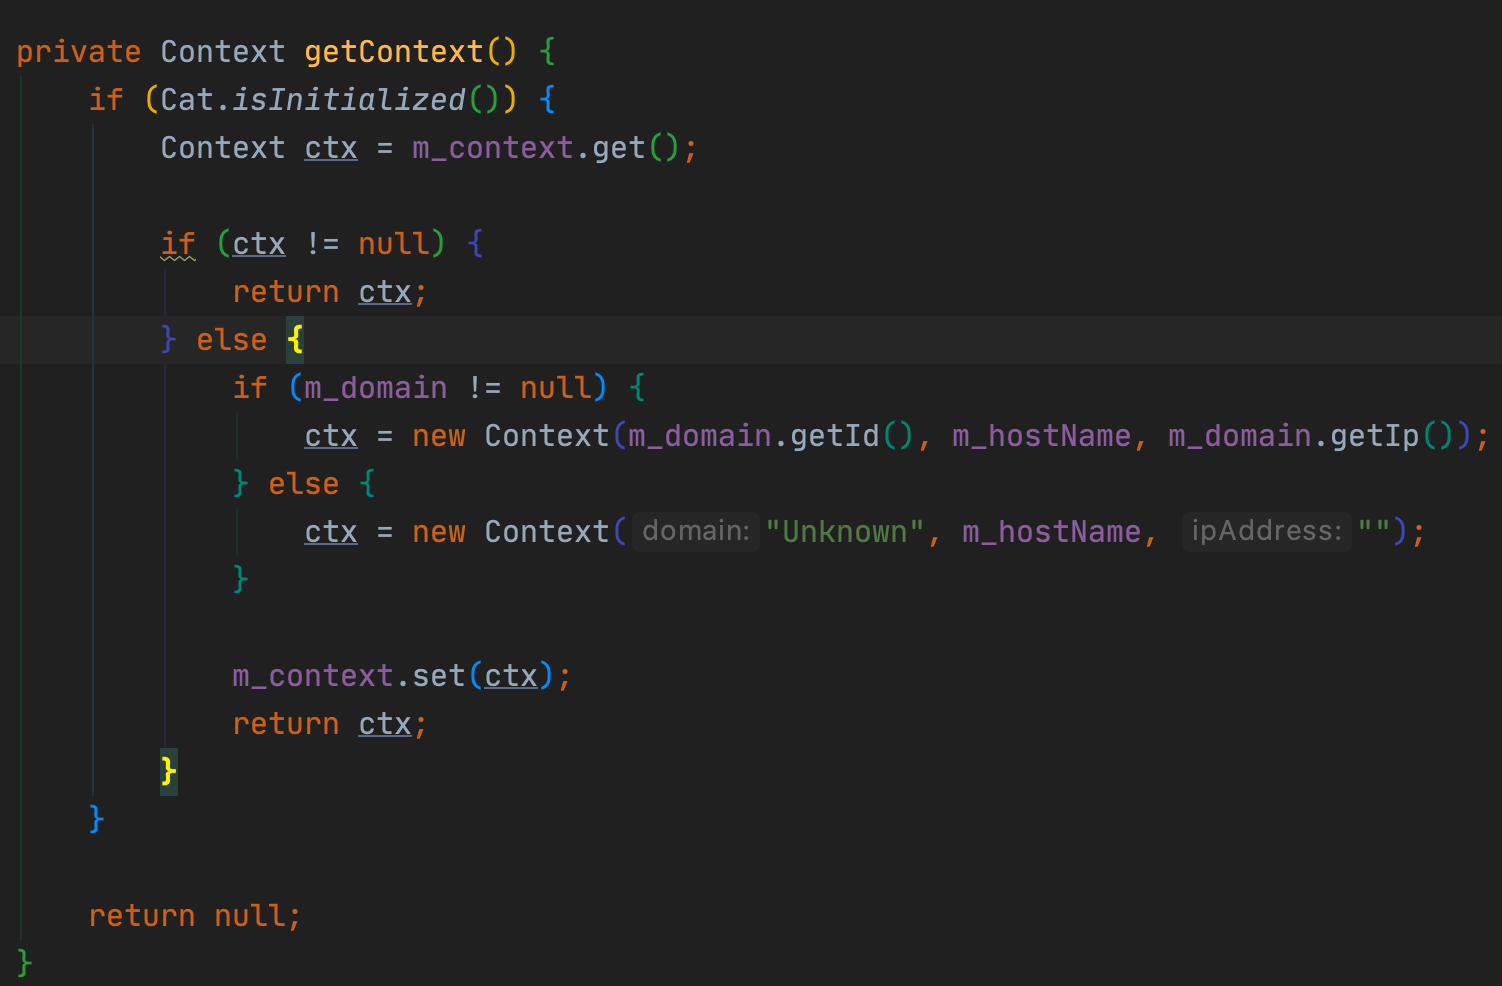 private Context getContext() {
    if (Cat.isInitialized()) {
        Context ctx = m_context.get();

        if (ctx != null) {
            return ctx;
        } else {
            if (m_domain != null) {
                ctx = new Context(m_domain.getId(), m_hostName, m_domain.getIp());
            } else {
                ctx = new Context( domain: "Unknown", m_hostName, ipAddress: "");
            }

            m_context.set(ctx);
            return ctx;
        }
    }

    return null;
}